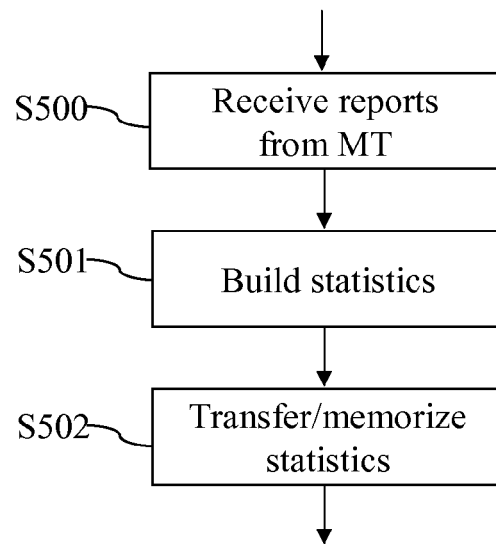 S500
Receive reports
from MT
S501
Build statistics
S502
Transfer/memorize
statistics